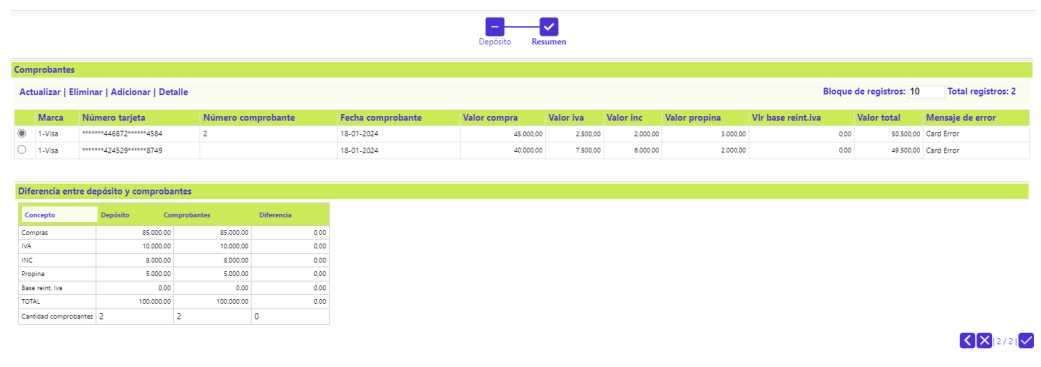 Depósito Resumen
Comprobantes
Actualizar | Eliminar | Adicionar | Detalle Bloque de registros: 10 Total registros: 2
Marca Número tarjeta Número comprobante Fecha comprobante Valor compra Valor iva Valor inc Valor propina Vlr base reint.iva Valor total Mensaje de error
1-Visa *******446872******4584 2 18-01-2024 45.000,00 2.500,00 2.000,00 3.000,00 0,00 50.500,00 Card Error
1-Visa *******424529******8749 18-01-2024 40.000,00 7.500,00 6.000,00 2.000,00 0,00 49.500,00 Card Error
Diferencia entre depósito y comprobantes
Concepto Depósito Comprobantes Diferencia
Compras 85.000,00 85.000,00 0,00
IVA 10.000,00 10.000,00 0,00
INC 8.000,00 8.000,00 0,00
Propina 5.000,00 5.000,00 0,00
Base reint. Iva 0,00 0,00 0,00
TOTAL 100.000,00 100.000,00 0,00
Cantidad comprobantes 2 2 0
| 2 / 2 |